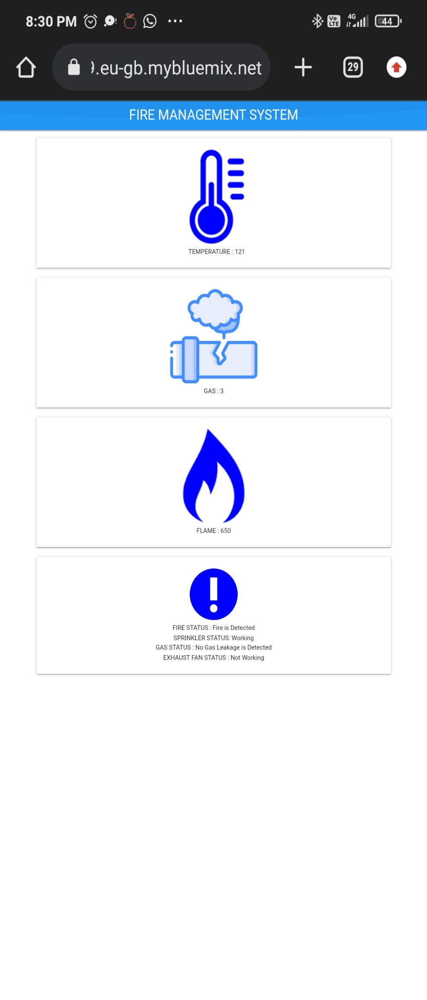 8:30 PM
4G
Vo
LTE
44
.eu-gb.mybluemix.net
29
FIRE MANAGEMENT SYSTEM
TEMPERATURE : 121
GAS : 3
FLAME : 650
FIRE STATUS : Fire is Detected
SPRINKLER STATUS: Working
GAS STATUS : No Gas Leakage is Detected
EXHAUST FAN STATUS : Not Working